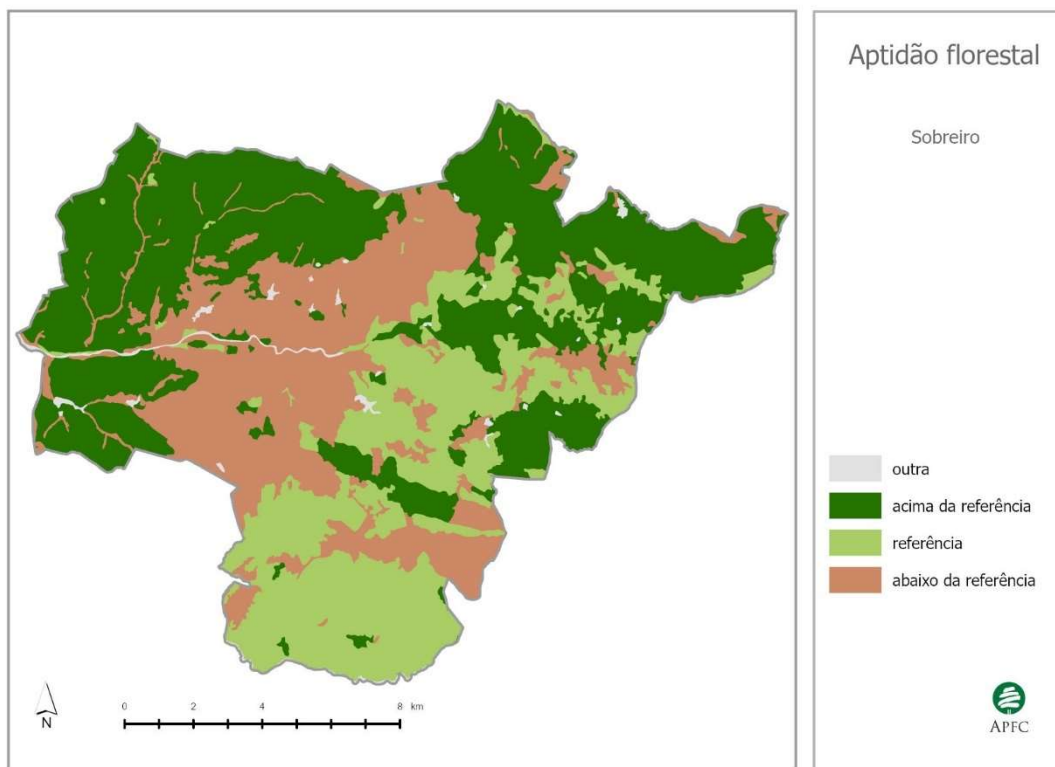 Aptidão florestal
Sobreiro
outra
acima da referência
referência
abaixo da referência
N
0 2 4 8 km
APFC